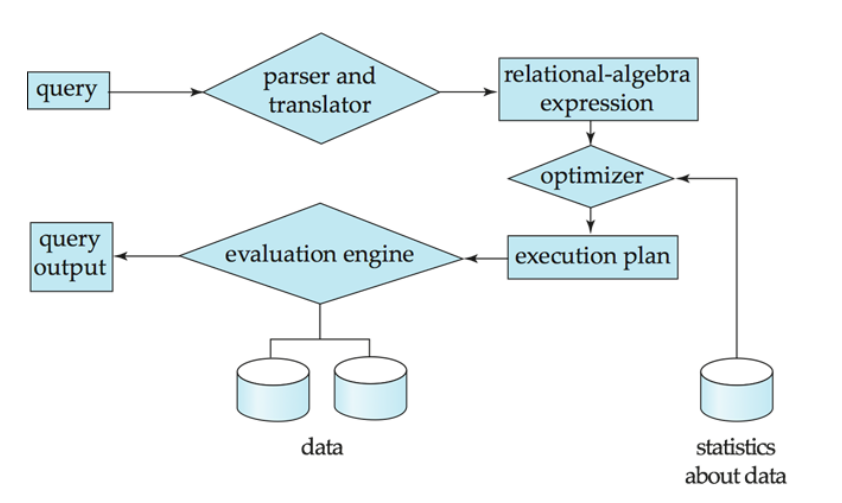 query
parser and
translator
relational-algebra
expression
optimizer
query
output
evaluation engine
execution plan
data
statistics
about data